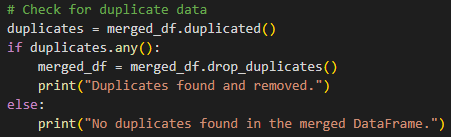 # Check for duplicate data
duplicates = merged_df.duplicated()
if duplicates.any():
    merged_df = merged_df.drop_duplicates()
    print("Duplicates found and removed.")
else:
    print("No duplicates found in the merged DataFrame.")